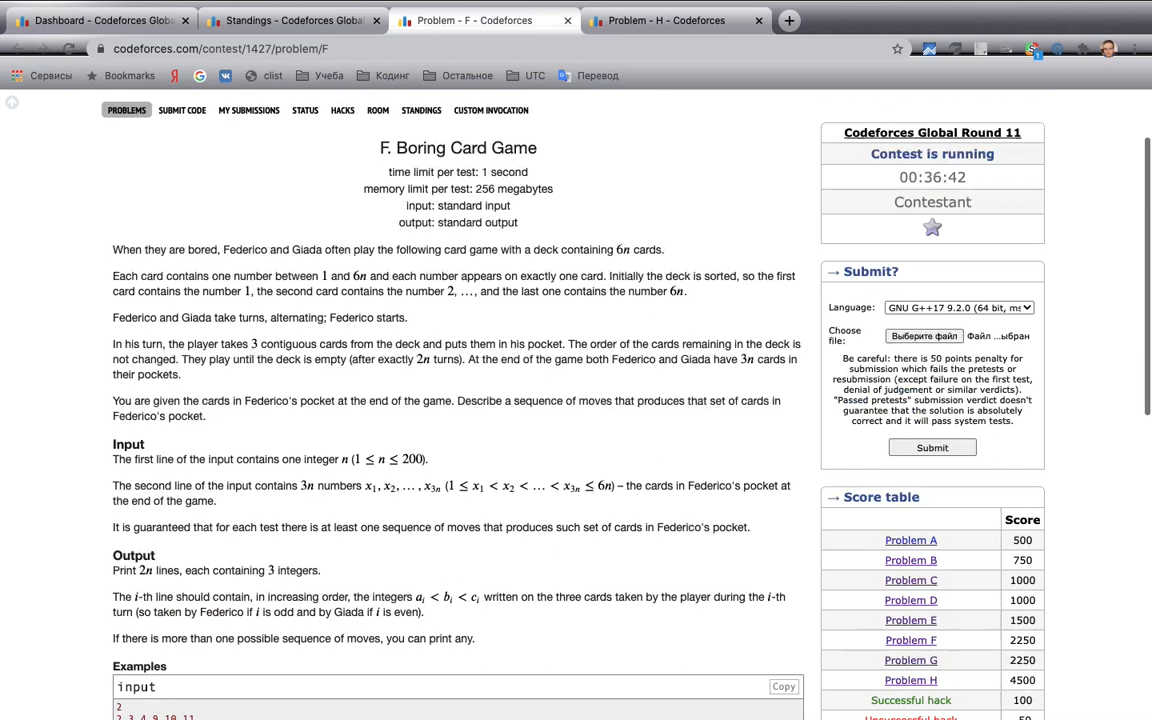 Dashboard - Codeforces Globa
Standings - Codeforces Global
Problem - F - Codeforces
Problem - H - Codeforces
codeforces.com/contest/1427/problem/F
Сервисы
Bookmarks
clist
Учеба
Кодинг
Остальное
UTC
Перевод
PROBLEMS SUBMIT CODE MY SUBMISSIONS STATUS HACKS ROOM STANDINGS CUSTOM INVOCATION
F. Boring Card Game
time limit per test: 1 second
memory limit per test: 256 megabytes
input: standard input
output: standard output
When they are bored, Federico and Giada often play the following card game with a deck containing 6n cards.
Each card contains one number between 1 and 6n and each number appears on exactly one card. Initially the deck is sorted, so the first
card contains the number 1, the second card contains the number 2, …, and the last one contains the number 6n.
Federico and Giada take turns, alternating; Federico starts.
In his turn, the player takes 3 contiguous cards from the deck and puts them in his pocket. The order of the cards remaining in the deck is
not changed. They play until the deck is empty (after exactly 2n turns). At the end of the game both Federico and Giada have 3n cards in
their pockets.
You are given the cards in Federico's pocket at the end of the game. Describe a sequence of moves that produces that set of cards in
Federico's pocket.
Input
The first line of the input contains one integer n (1 ≤ n ≤ 200).
The second line of the input contains 3n numbers x₁, x₂, … , x₃ₙ (1 ≤ x₁ < x₂ < … < x₃ₙ ≤ 6n) – the cards in Federico's pocket at
the end of the game.
It is guaranteed that for each test there is at least one sequence of moves that produces such set of cards in Federico's pocket.
Output
Print 2n lines, each containing 3 integers.
The i-th line should contain, in increasing order, the integers aᵢ < bᵢ < cᵢ written on the three cards taken by the player during the i-th
turn (so taken by Federico if i is odd and by Giada if i is even).
If there is more than one possible sequence of moves, you can print any.
Examples
input
Copy
2
2 3 4 9 10 11
Codeforces Global Round 11
Contest is running
00:36:42
Contestant
→ Submit?
Language: GNU G++17 9.2.0 (64 bit, ms
Choose
file: Выберите файл Файл ...ыбран
Be careful: there is 50 points penalty for
submission which fails the pretests or
resubmission (except failure on the first test,
denial of judgement or similar verdicts).
"Passed pretests" submission verdict doesn't
guarantee that the solution is absolutely
correct and it will pass system tests.
Submit
→ Score table
Score
Problem A 500
Problem B 750
Problem C 1000
Problem D 1000
Problem E 1500
Problem F 2250
Problem G 2250
Problem H 4500
Successful hack 100
Unsuccessful hack -50